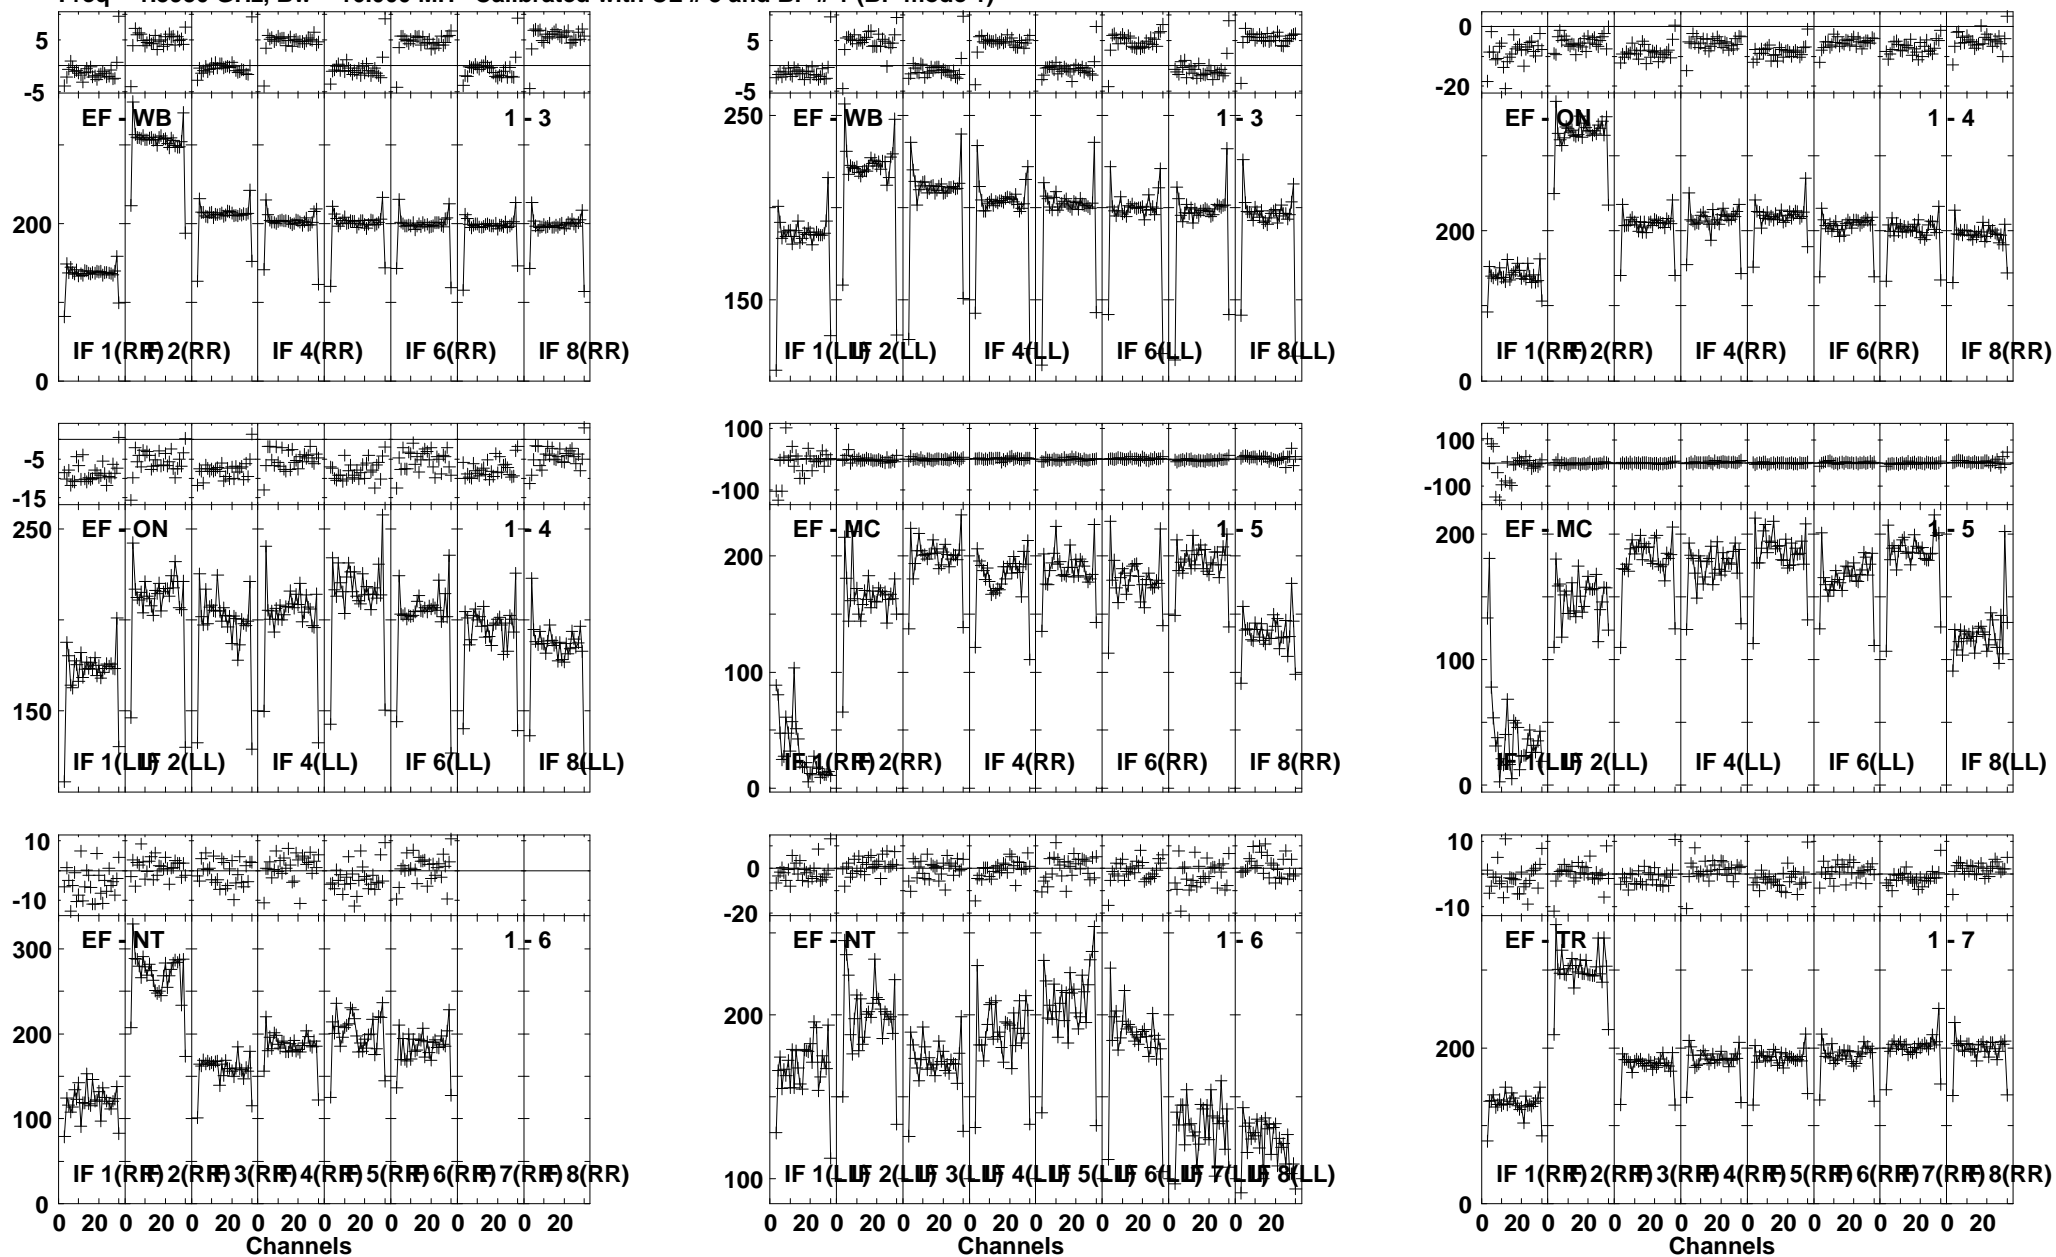 5 5 0
-5 -5 -20
EF - WB 1 - 3 250 EF - WB 1 - 3 EF - ON 1 - 4
200 200
150
IF 1(RR) IF 2(RR) IF 4(RR) IF 6(RR) IF 8(RR) IF 1(LL) IF 2(LL) IF 4(LL) IF 6(LL) IF 8(LL) IF 1(RR) IF 2(RR) IF 4(RR) IF 6(RR) IF 8(RR)
0 0
100 100
-5
-15 -100 -100
250 EF - ON 1 - 4 EF - MC 1 - 5 200 EF - MC 1 - 5
200
150 100 100
IF 1(LL) IF 2(LL) IF 4(LL) IF 6(LL) IF 8(LL) IF 1(RR) IF 2(RR) IF 4(RR) IF 6(RR) IF 8(RR) IF 1(LL) IF 2(LL) IF 4(LL) IF 6(LL) IF 8(LL)
0 0
10 0 10
-10 -20 -10
300 EF - NT 1 - 6 EF - NT 1 - 6 EF - TR 1 - 7
200 200 200
100 100
IF 1(RR) IF 2(RR) IF 3(RR) IF 4(RR) IF 5(RR) IF 6(RR) IF 7(RR) IF 8(RR) IF 1(LL) IF 2(LL) IF 3(LL) IF 4(LL) IF 5(LL) IF 6(LL) IF 7(LL) IF 8(LL) IF 1(RR) IF 2(RR) IF 3(RR) IF 4(RR) IF 5(RR) IF 6(RR) IF 7(RR) IF 8(RR)
0 0
0 20 0 20 0 20 0 20 0 20 0 20 0 20 0 20 0 20 0 20 0 20 0 20 0 20 0 20 0 20 0 20 0 20 0 20 0 20 0 20 0 20 0 20 0 20 0 20
Channels Channels Channels